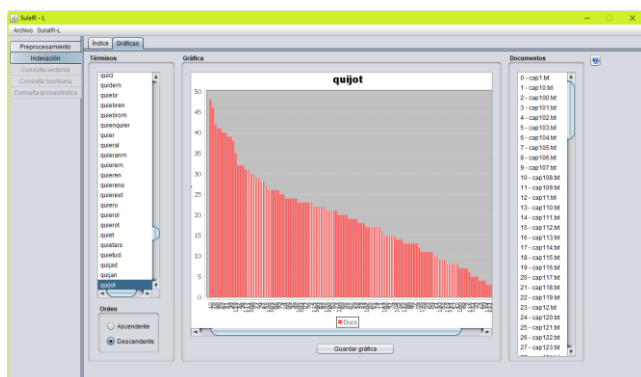 SulaIR - L
Archivo SulaIR-L
Preprocesamiento
Indexación
Consulta vectorial
Consulta booleana
Consulta probabilística
Índice Gráficas
Términos
quici
quidem
quiebr
quiebren
quiebrom
quienquier
quier
quieral
quieranm
quierem
quieren
quierens
quierest
quiero
quierol
quierot
quiet
quietars
quietud
quijad
quijan
quijot
Orden
Ascendente
Descendente
Gráfica
quijot
50
45
40
35
30
25
20
15
10
5
0
Docs
Guardar gráfica
Documentos
0 - cap1.txt
1 - cap10.txt
2 - cap100.txt
3 - cap101.txt
4 - cap102.txt
5 - cap103.txt
6 - cap104.txt
7 - cap105.txt
8 - cap106.txt
9 - cap107.txt
10 - cap108.txt
11 - cap109.txt
12 - cap11.txt
13 - cap110.txt
14 - cap111.txt
15 - cap112.txt
16 - cap113.txt
17 - cap114.txt
18 - cap115.txt
19 - cap116.txt
20 - cap117.txt
21 - cap118.txt
22 - cap119.txt
23 - cap12.txt
24 - cap120.txt
25 - cap121.txt
26 - cap122.txt
27 - cap123.txt